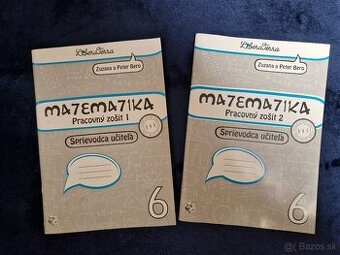 LiberaTerra
Zuzana a Peter Bero
MATEMATIKA
Pracovný zošit 1
Sprievodca učiteľa
6
LiberaTerra
Zuzana a Peter Bero
MATEMATIKA
Pracovný zošit 2
Sprievodca učiteľa
6
Bazos.sk